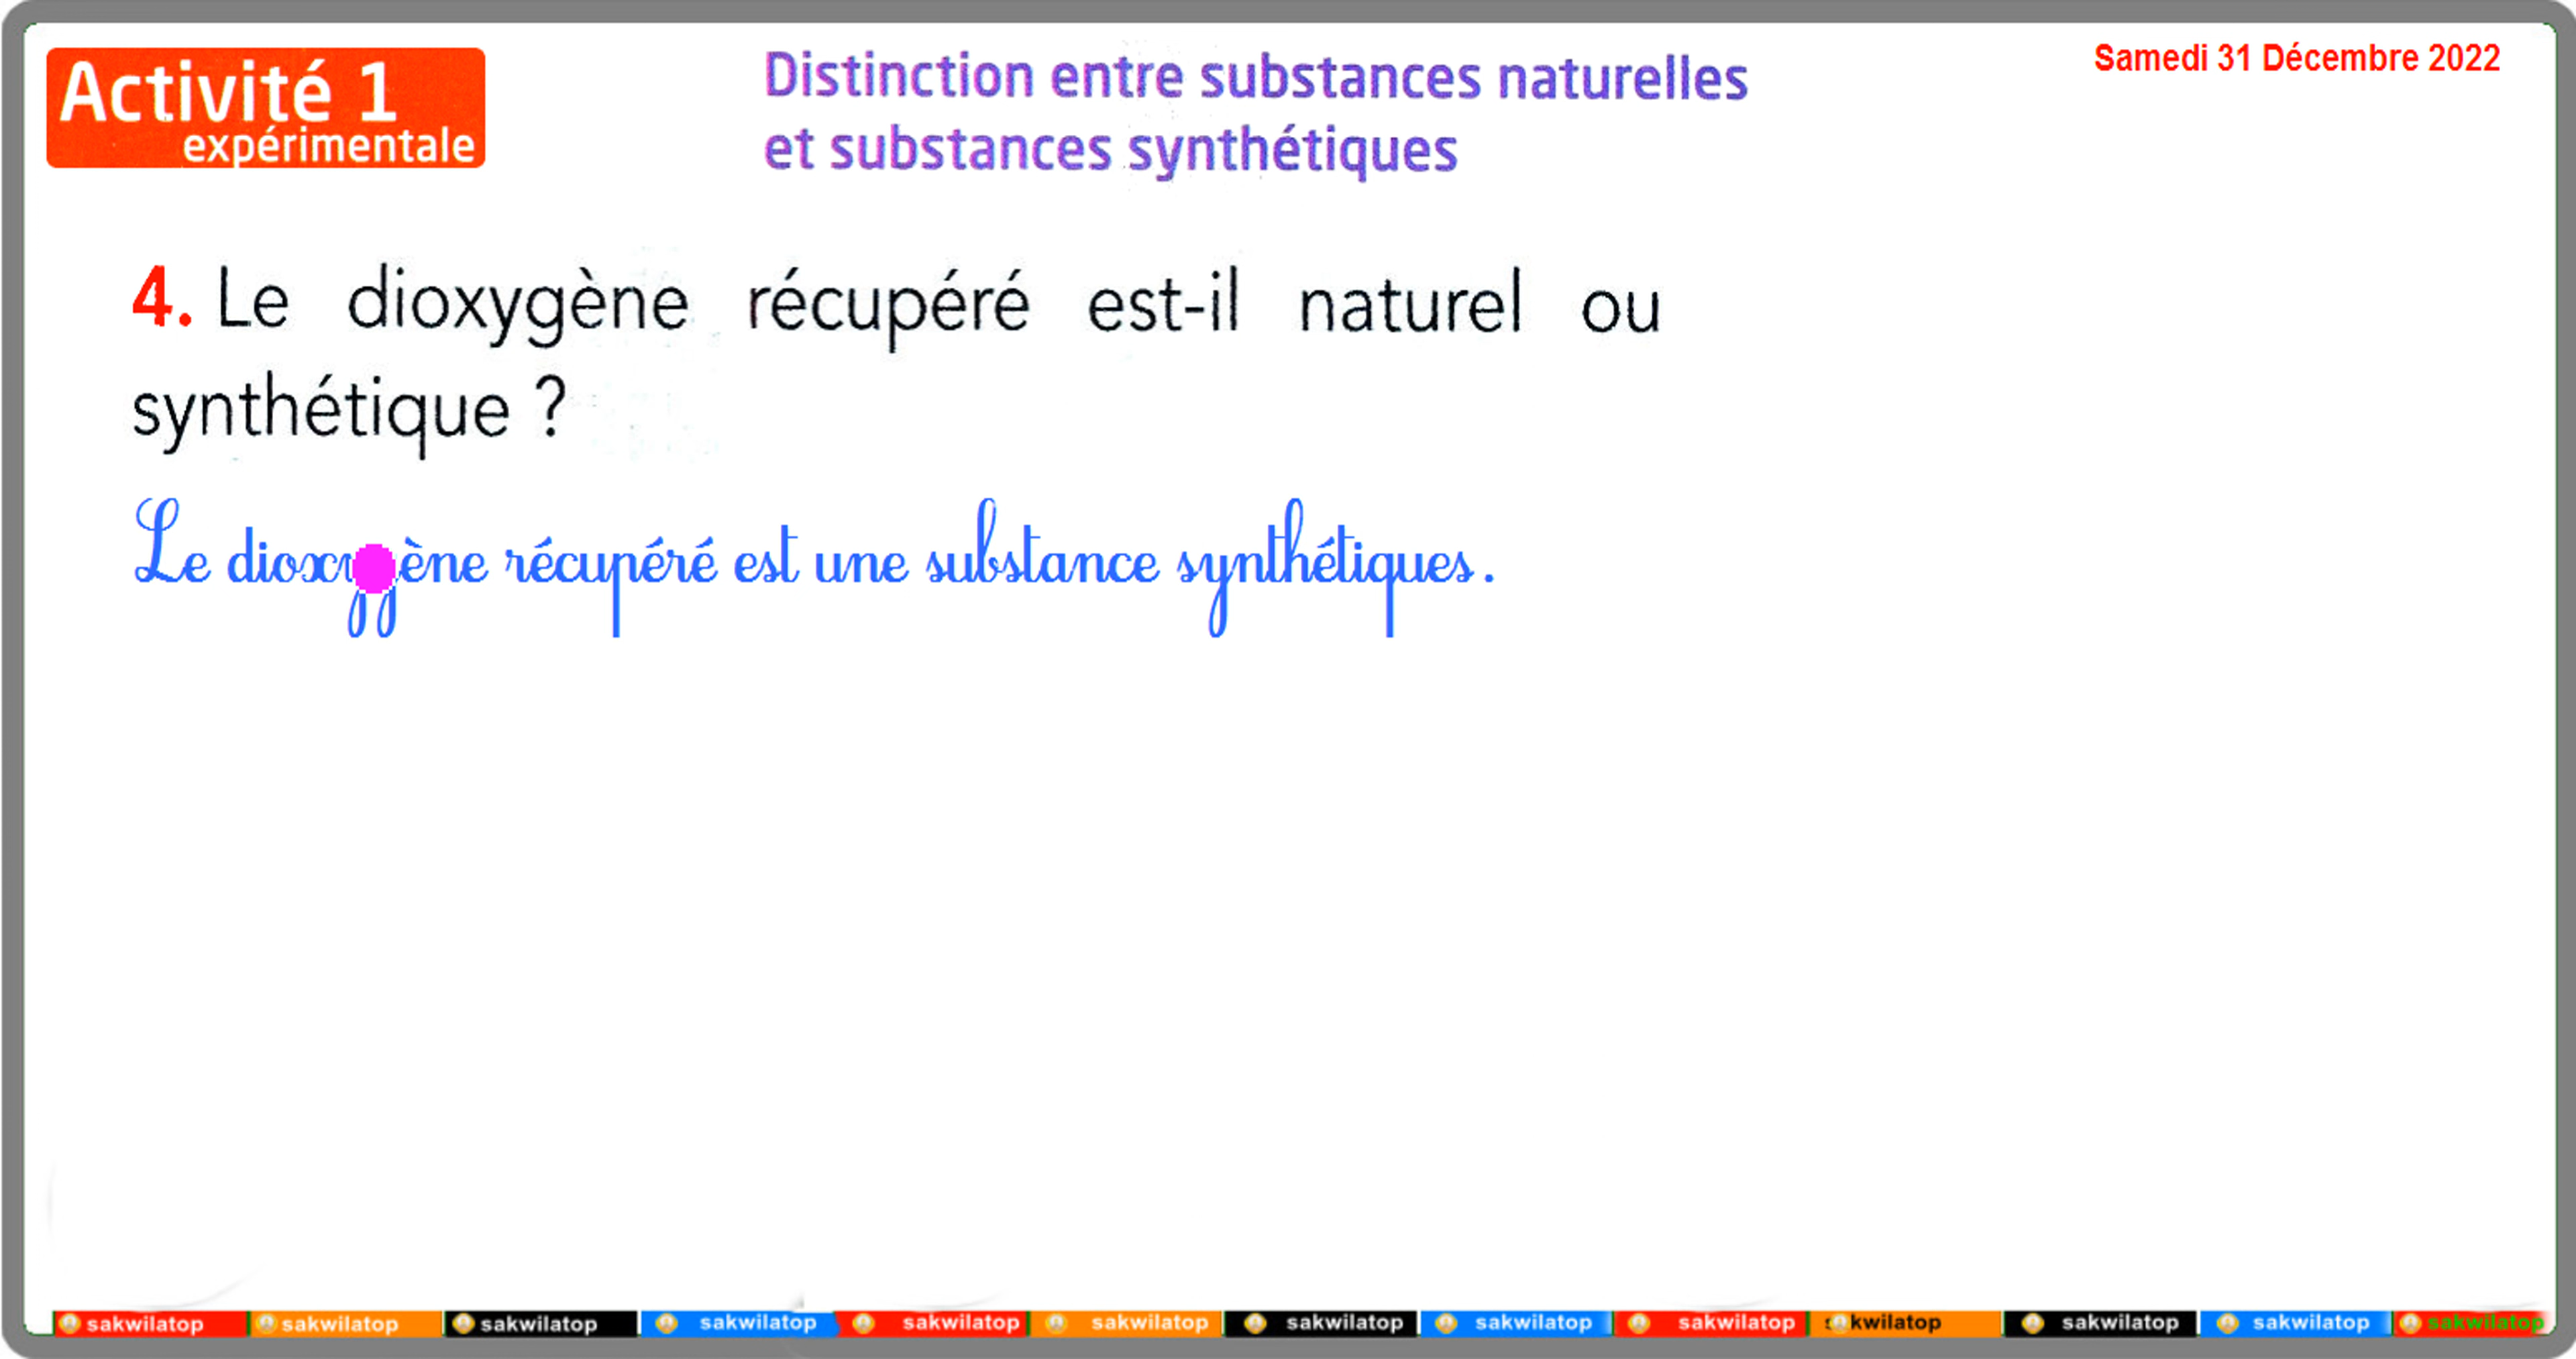 Activité 1
expérimentale
Distinction entre substances naturelles
et substances synthétiques
Samedi 31 Décembre 2022
4. Le dioxygène récupéré est-il naturel ou
synthétique ?
Le dioxygène récupéré est une substance synthétiques.
sakwilatop sakwilatop sakwilatop sakwilatop sakwilatop sakwilatop sakwilatop sakwilatop sakwilatop kwilatop sakwilatop sakwilatop sakwilatop